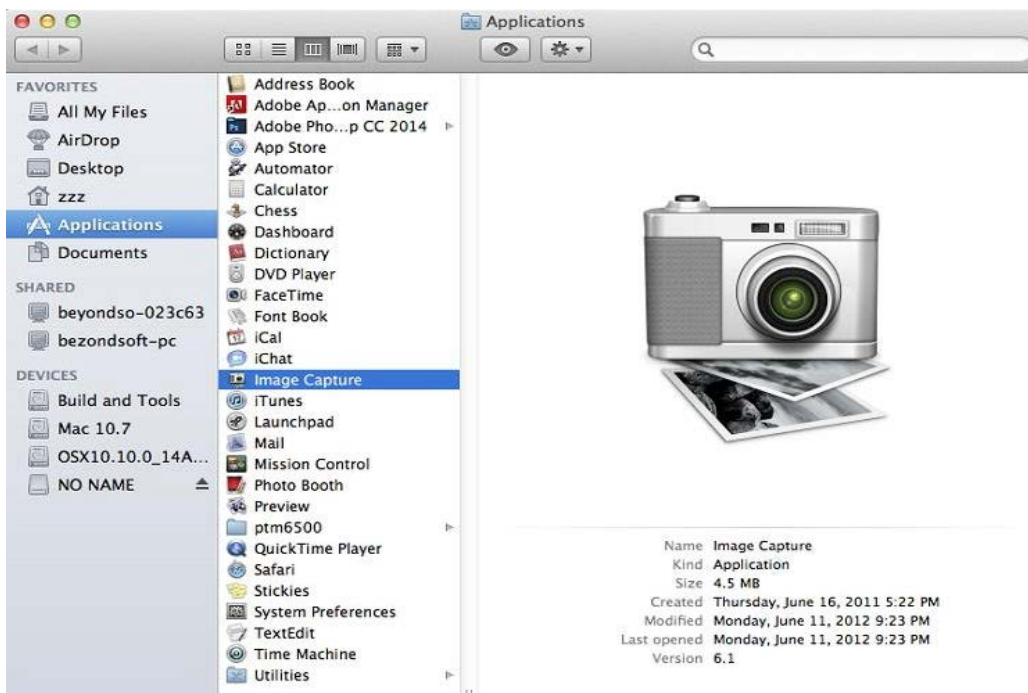 Applications
FAVORITES
All My Files
AirDrop
Desktop
zzz
Applications
Documents
SHARED
beyondso-023c63
bezondsoft-pc
DEVICES
Build and Tools
Mac 10.7
OSX10.10.0_14A...
NO NAME
Address Book
Adobe Ap...on Manager
Adobe Pho...p CC 2014
App Store
Automator
Calculator
Chess
Dashboard
Dictionary
DVD Player
FaceTime
Font Book
iCal
iChat
Image Capture
iTunes
Launchpad
Mail
Mission Control
Photo Booth
Preview
ptm6500
QuickTime Player
Safari
Stickies
System Preferences
TextEdit
Time Machine
Utilities
Name Image Capture
Kind Application
Size 4.5 MB
Created Thursday, June 16, 2011 5:22 PM
Modified Monday, June 11, 2012 9:23 PM
Last opened Monday, June 11, 2012 9:23 PM
Version 6.1